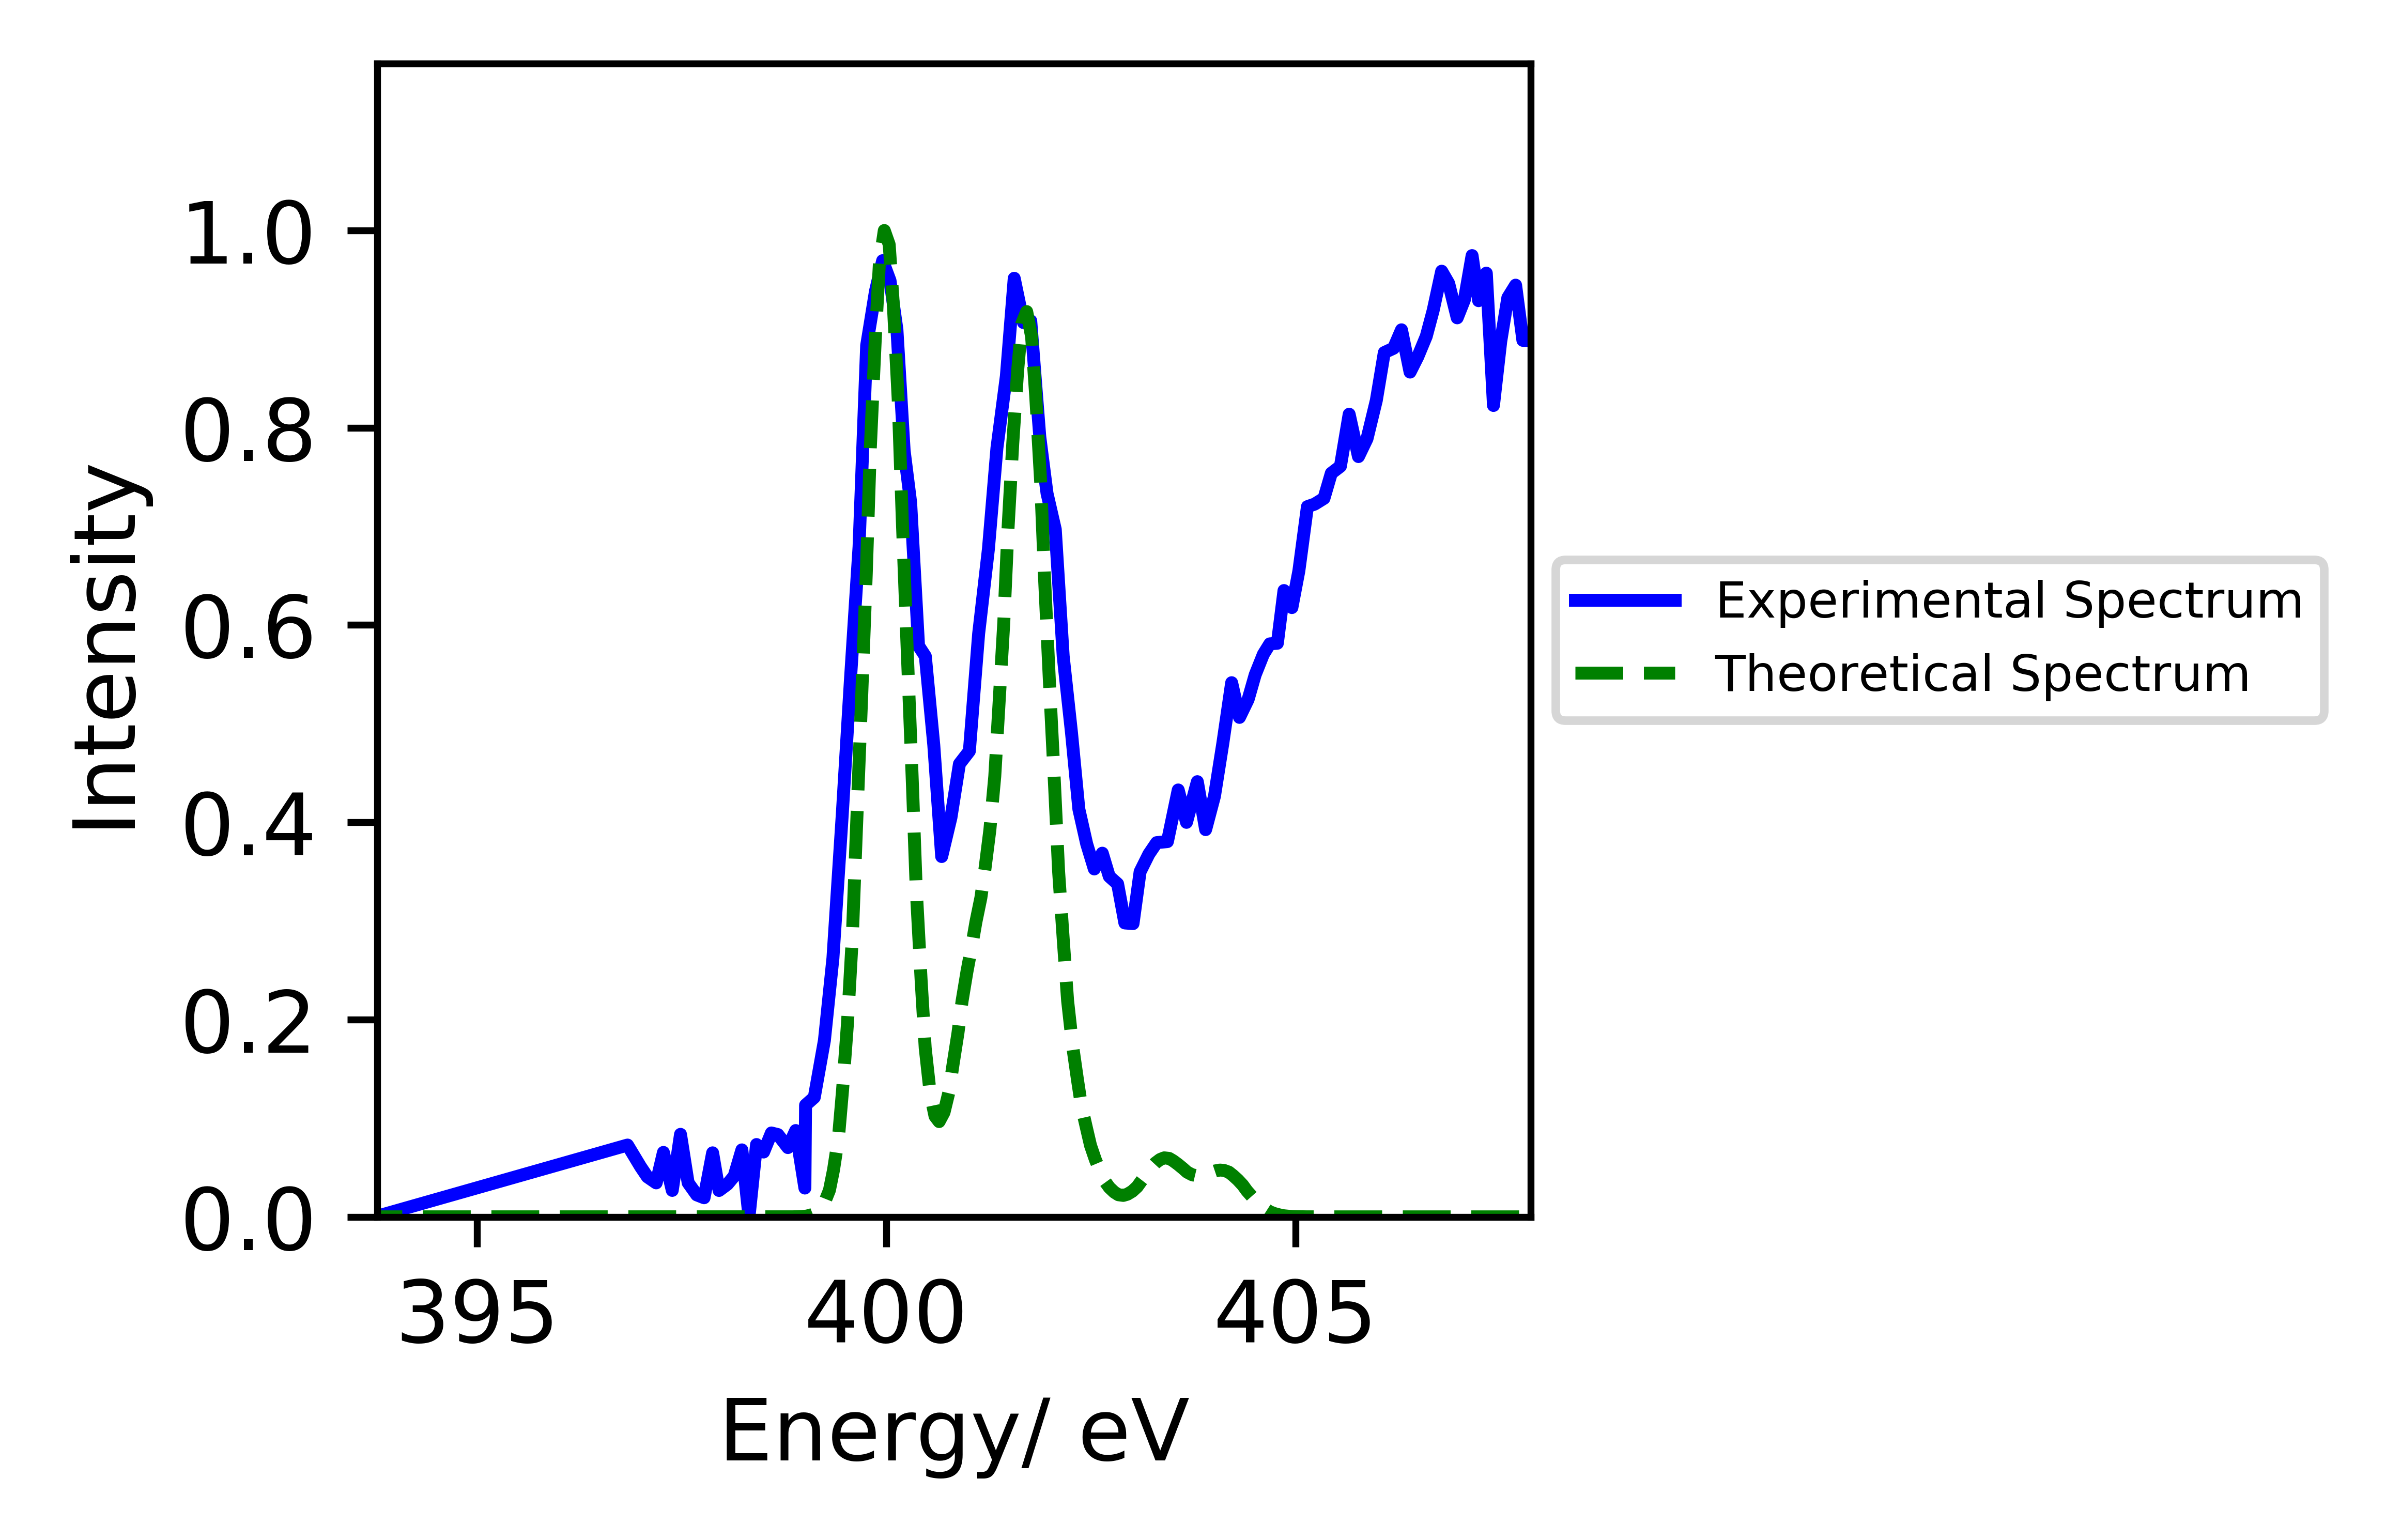 Intensity
1.0
0.8
0.6
0.4
0.2
0.0
395 400 405
Energy/ eV
Experimental Spectrum
Theoretical Spectrum